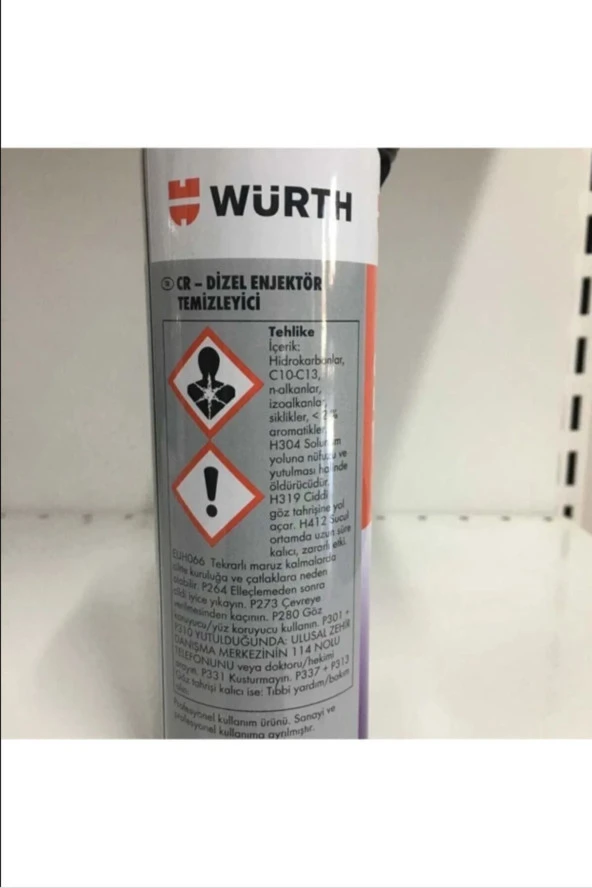 WÜRTH
TR CR – DİZEL ENJEKTÖR
TEMİZLEYİCİ
Tehlike
İçerik:
Hidrokarbonlar,
C10-C13,
n-alkanlar,
izoalkanlar,
siklikler, < 2 %
aromatikler
H304 Solunum
yoluna nüfuzu ve
yutulması halinde
öldürücüdür.
H319 Ciddi
göz tahrişine yol
açar. H412 Sucul
ortamda uzun süre
kalıcı, zararlı etki.
EUH066 Tekrarlı maruz kalmalarda
ciltte kuruluğa ve çatlaklara neden
olabilir. P264 Elleçlemeden sonra
cildi iyice yıkayın. P273 Çevreye
verilmesinden kaçının. P280 Göz
koruyucu/yüz koruyucu kullanın. P301 +
P310 YUTULDUĞUNDA: ULUSAL ZEHİR
DANIŞMA MERKEZİNİN 114 NOLU
TELEFONUNU veya doktoru/hekimi
arayın. P331 Kusturmayın. P337 + P313
Göz tahrişi kalıcı ise: Tıbbi yardım/bakım
alın.
Profesyonel kullanım ürünü. Sanayi ve
profesyonel kullanıma ayrılmıştır.